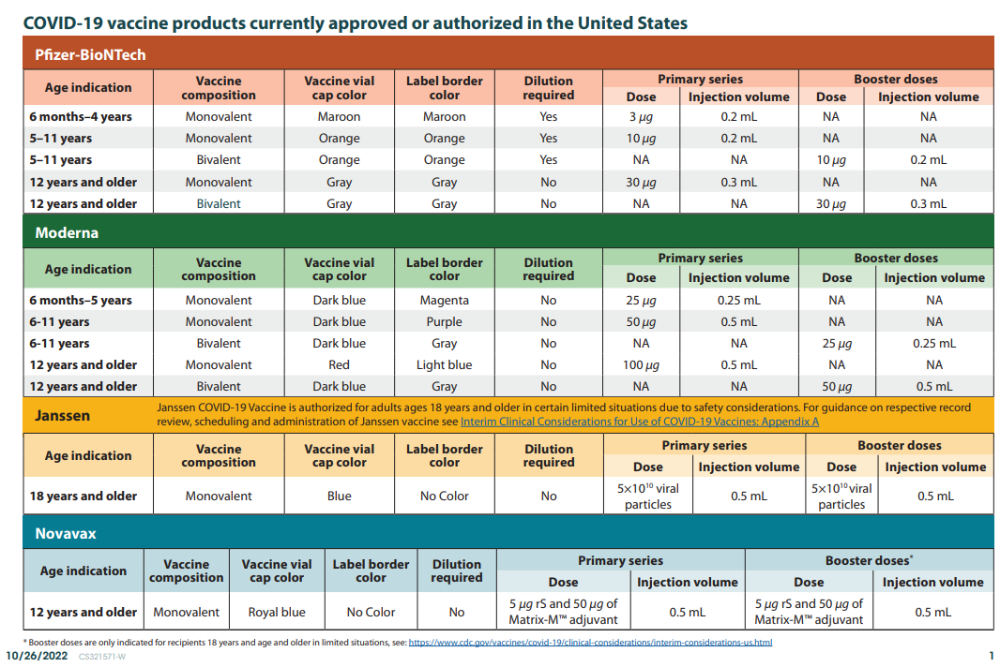 COVID-19 vaccine products currently approved or authorized in the United States
Pfizer-BioNTech
Age indication Vaccine composition Vaccine vial cap color Label border color Dilution required Primary series Booster doses
Dose Injection volume Dose Injection volume
6 months–4 years Monovalent Maroon Maroon Yes 3 µg 0.2 mL NA NA
5–11 years Monovalent Orange Orange Yes 10 µg 0.2 mL NA NA
5–11 years Bivalent Orange Orange Yes NA NA 10 µg 0.2 mL
12 years and older Monovalent Gray Gray No 30 µg 0.3 mL NA NA
12 years and older Bivalent Gray Gray No NA NA 30 µg 0.3 mL
Moderna
Age indication Vaccine composition Vaccine vial cap color Label border color Dilution required Primary series Booster doses
Dose Injection volume Dose Injection volume
6 months–5 years Monovalent Dark blue Magenta No 25 µg 0.25 mL NA NA
6-11 years Monovalent Dark blue Purple No 50 µg 0.5 mL NA NA
6-11 years Bivalent Dark blue Gray No NA NA 25 µg 0.25 mL
12 years and older Monovalent Red Light blue No 100 µg 0.5 mL NA NA
12 years and older Bivalent Dark blue Gray No NA NA 50 µg 0.5 mL
Janssen
Janssen COVID-19 Vaccine is authorized for adults ages 18 years and older in certain limited situations due to safety considerations. For guidance on respective record
review, scheduling and administration of Janssen vaccine see Interim Clinical Considerations for Use of COVID-19 Vaccines: Appendix A
Age indication Vaccine composition Vaccine vial cap color Label border color Dilution required Primary series Booster doses
Dose Injection volume Dose Injection volume
18 years and older Monovalent Blue No Color No 5×10¹⁰ viral particles 0.5 mL 5×10¹⁰ viral particles 0.5 mL
Novavax
Age indication Vaccine composition Vaccine vial cap color Label border color Dilution required Primary series Booster doses*
Dose Injection volume Dose Injection volume
12 years and older Monovalent Royal blue No Color No 5 µg rS and 50 µg of Matrix-M™ adjuvant 0.5 mL 5 µg rS and 50 µg of Matrix-M™ adjuvant 0.5 mL
* Booster doses are only indicated for recipients 18 years and age and older in limited situations, see: https://www.cdc.gov/vaccines/covid-19/clinical-considerations/interim-considerations-us.html
10/26/2022 CS321571-W 1